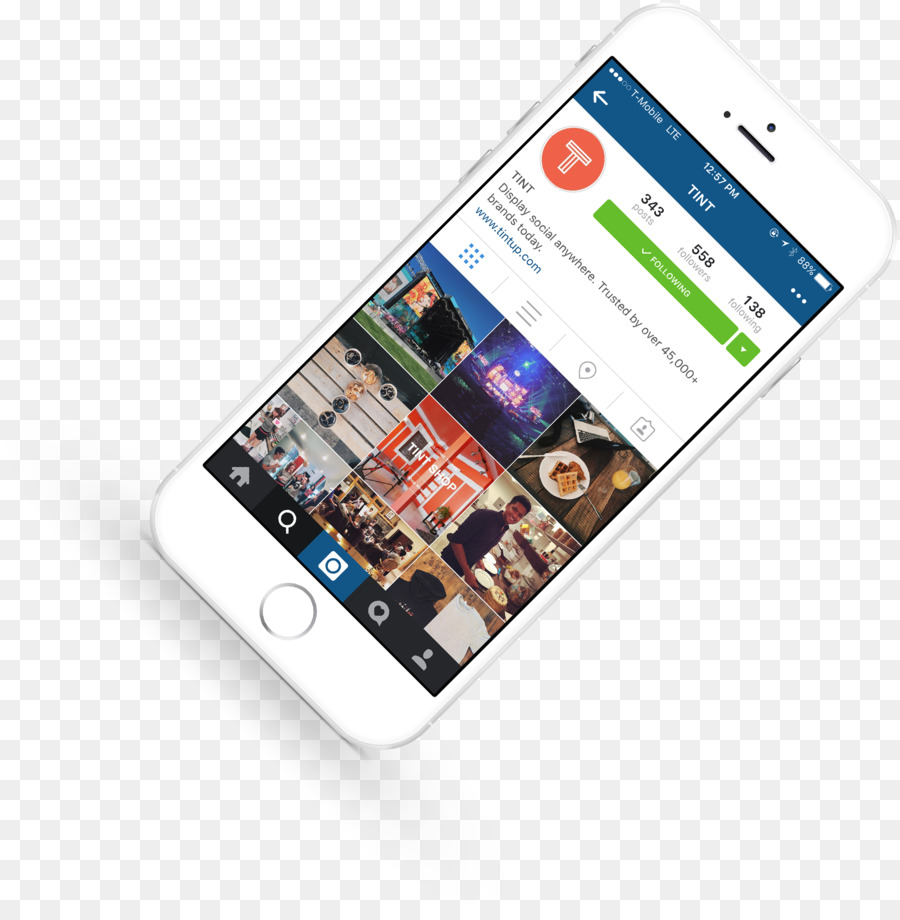 T-Mobile LTE 12:57 PM 88%
TINT
343
posts
558
followers
138
following
FOLLOWING
TINT
Display social anywhere. Trusted by over 45,000+
brands today.
www.tintup.com
TINT SHOP